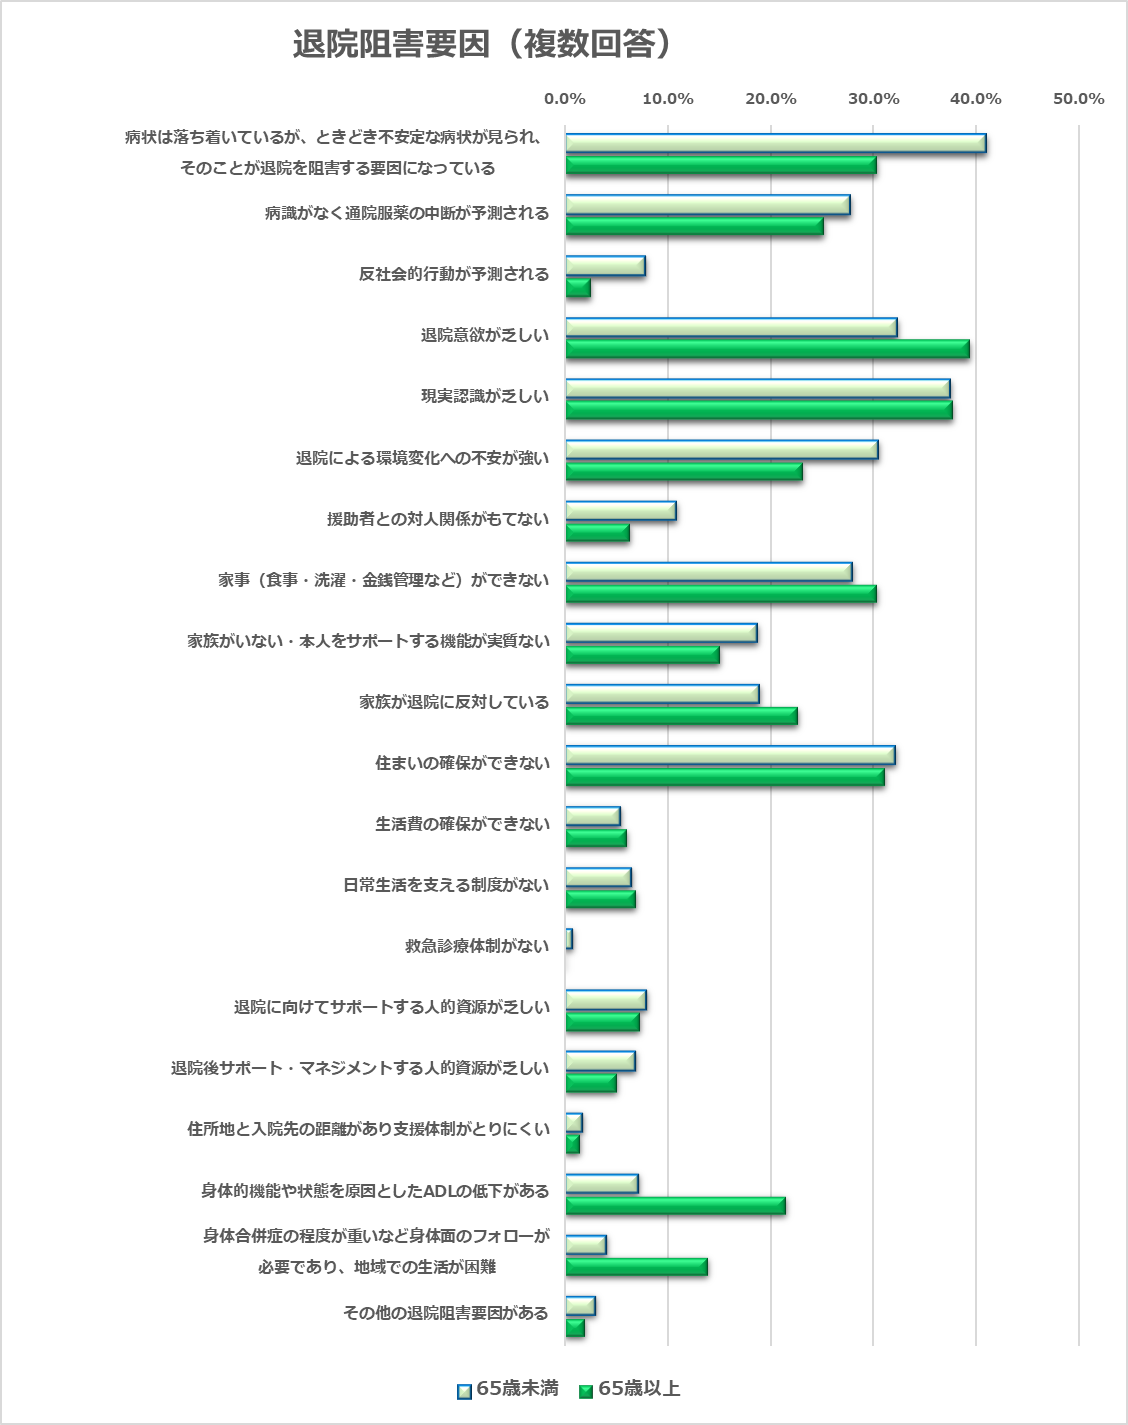 退院阻害要因（複数回答）
0.0% 10.0% 20.0% 30.0% 40.0% 50.0%
病状は落ち着いているが、ときどき不安定な病状が見られ、
そのことが退院を阻害する要因になっている
病識がなく通院服薬の中断が予測される
反社会的行動が予測される
退院意欲が乏しい
現実認識が乏しい
退院による環境変化への不安が強い
援助者との対人関係がもてない
家事（食事・洗濯・金銭管理など）ができない
家族がいない・本人をサポートする機能が実質ない
家族が退院に反対している
住まいの確保ができない
生活費の確保ができない
日常生活を支える制度がない
救急診療体制がない
退院に向けてサポートする人的資源が乏しい
退院後サポート・マネジメントする人的資源が乏しい
住所地と入院先の距離があり支援体制がとりにくい
身体的機能や状態を原因としたADLの低下がある
身体合併症の程度が重いなど身体面のフォローが
必要であり、地域での生活が困難
その他の退院阻害要因がある
65歳未満 65歳以上